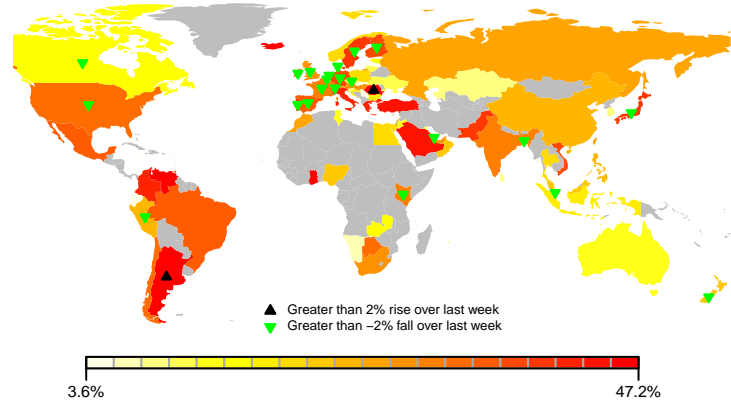 Greater than 2% rise over last week
Greater than −2% fall over last week
3.6%
47.2%